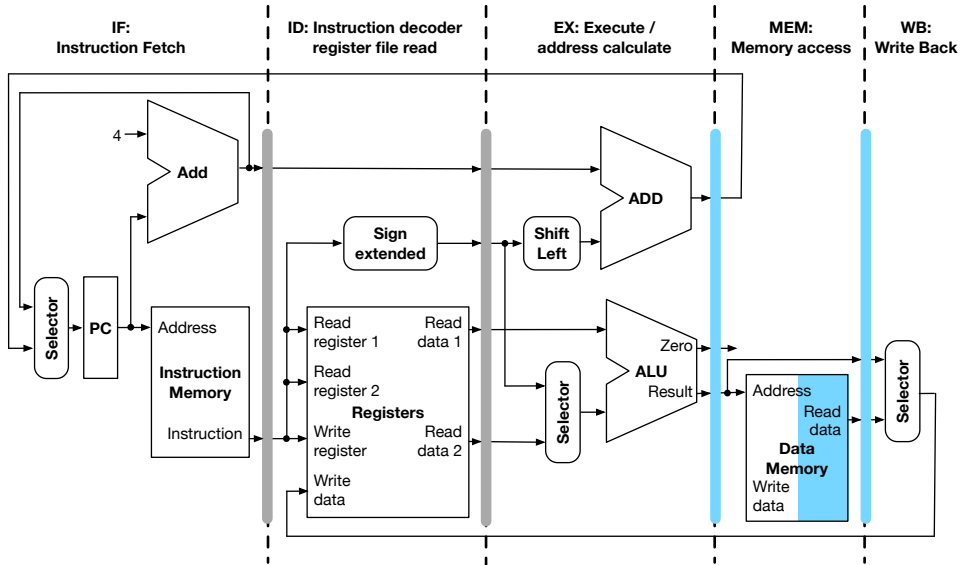 IF:
Instruction Fetch
ID: Instruction decoder
register file read
EX: Execute /
address calculate
MEM:
Memory access
WB:
Write Back
4
Add
ADD
Sign
extended
Shift
Left
Selector
PC
Address
Instruction
Memory
Instruction
Read
register 1
Read
data 1
Read
register 2
Registers
Write
register
Read
data 2
Write
data
Selector
Zero
ALU
Result
Address
Read
data
Data
Memory
Write
data
Selector